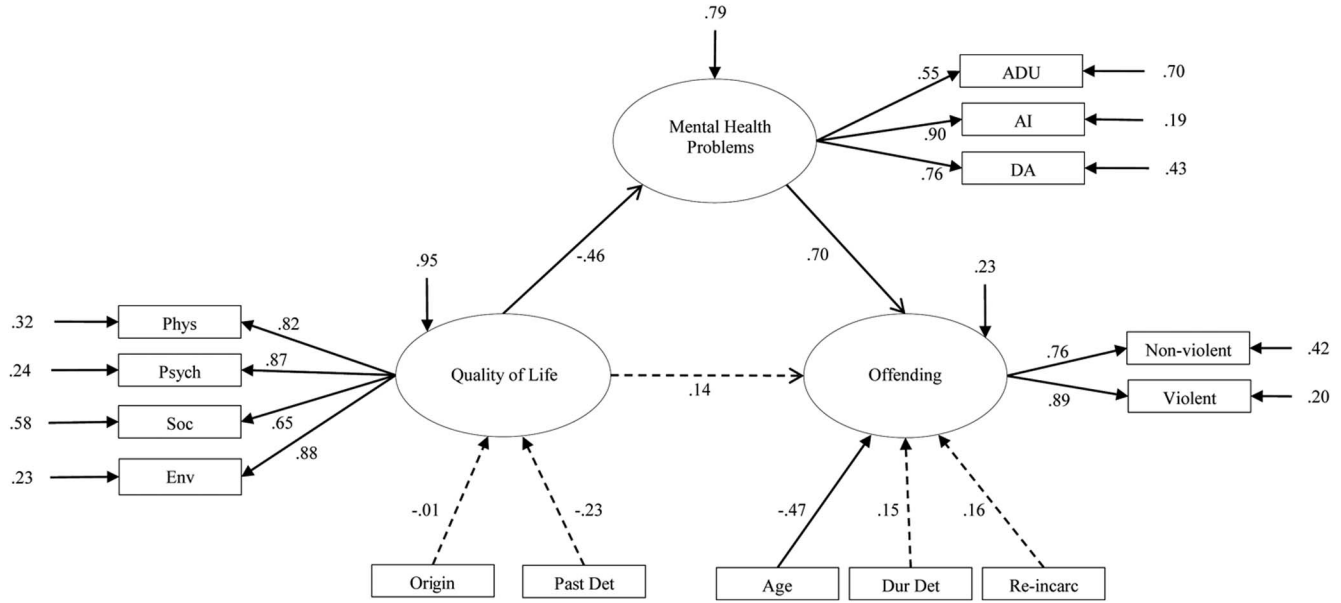 .79
.55
ADU
.70
Mental Health
Problems
.90
AI
.19
.76
DA
.43
-.46
.70
.95
.23
.32
Phys
.82
.24
Psych
.87
Quality of Life
.14
Offending
.76
Non-violent
.42
.89
Violent
.20
.58
Soc
.65
.23
Env
.88
-.01
-.23
-.47
.15
.16
Origin
Past Det
Age
Dur Det
Re-incarc